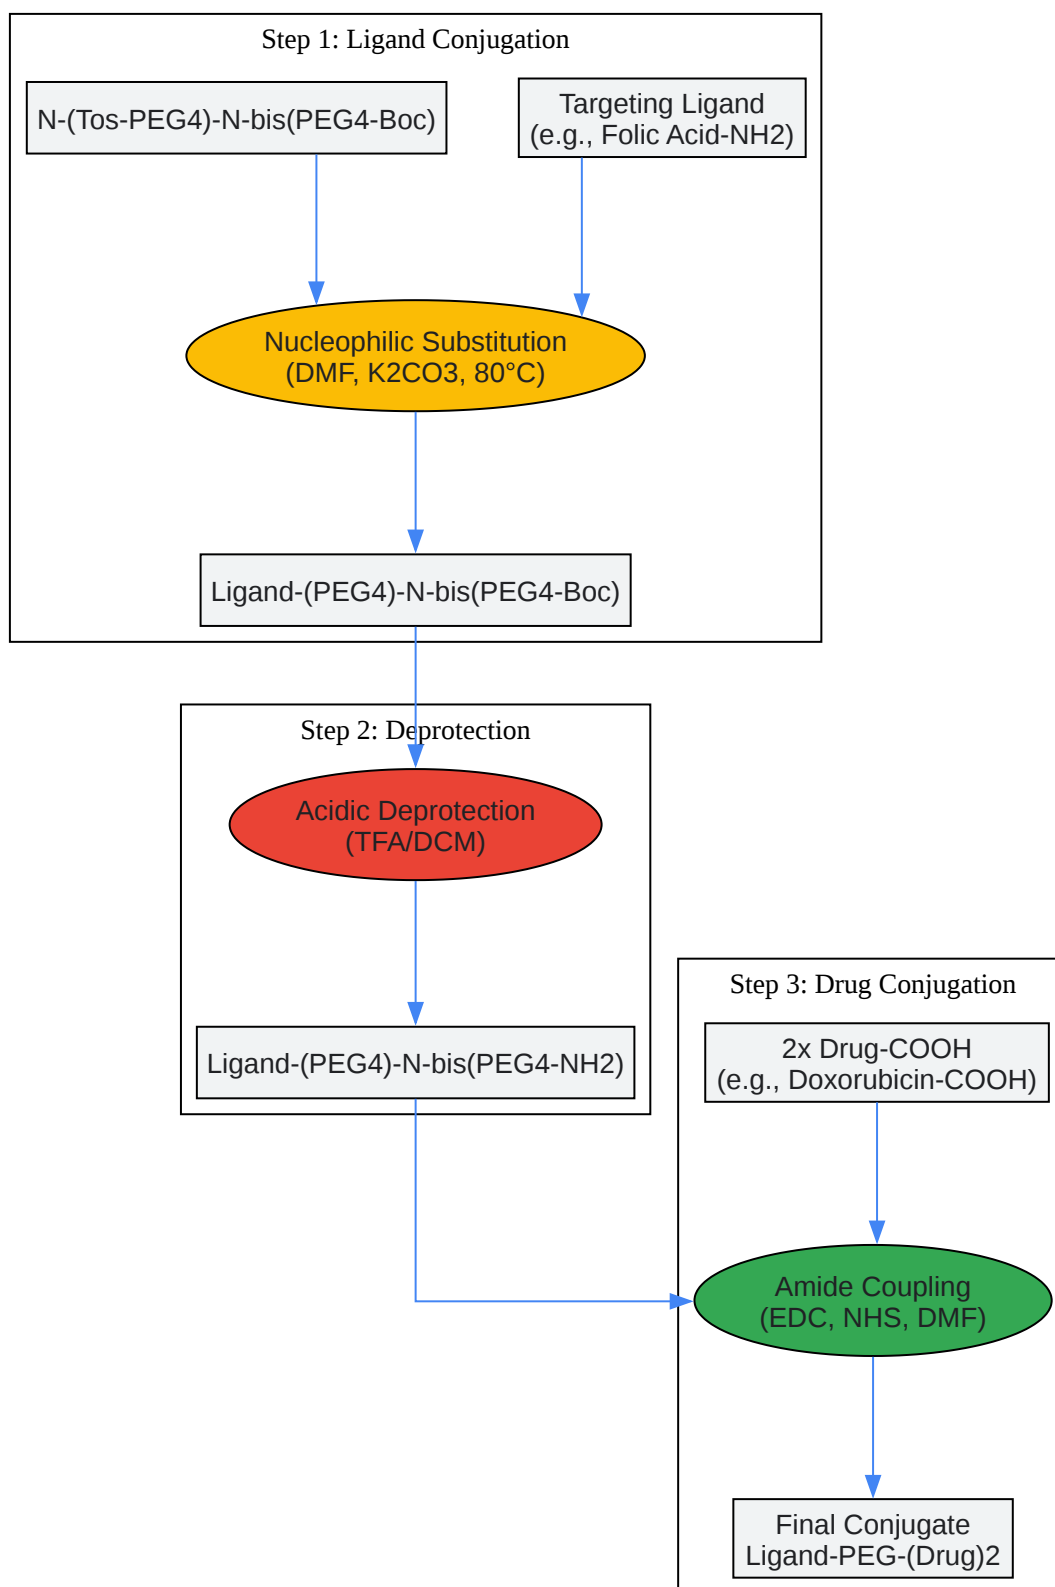 Step 1: Ligand Conjugation
N-(Tos-PEG4)-N-bis(PEG4-Boc)
Targeting Ligand
(e.g., Folic Acid-NH2)
Nucleophilic Substitution
(DMF, K2CO3, 80°C)
Ligand-(PEG4)-N-bis(PEG4-Boc)
Step 2: Deprotection
Acidic Deprotection
(TFA/DCM)
Ligand-(PEG4)-N-bis(PEG4-NH2)
Step 3: Drug Conjugation
2x Drug-COOH
(e.g., Doxorubicin-COOH)
Amide Coupling
(EDC, NHS, DMF)
Final Conjugate
Ligand-PEG-(Drug)2